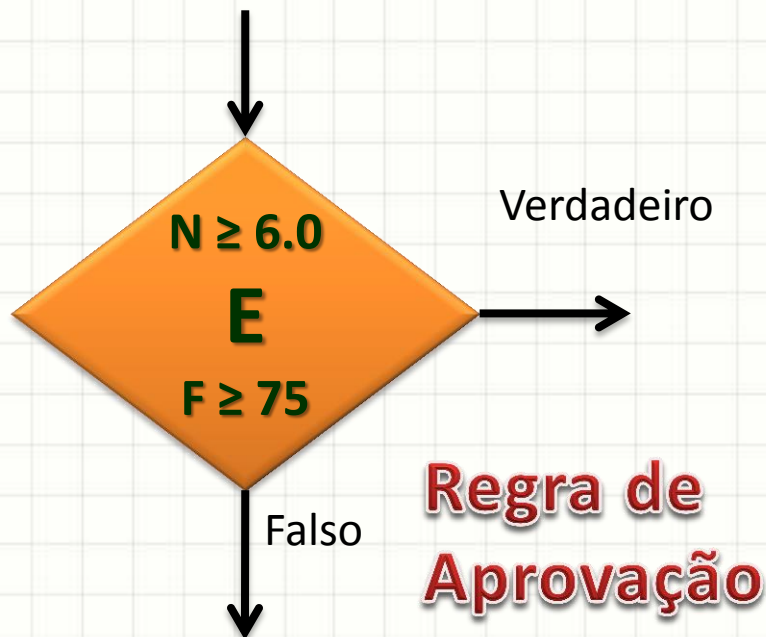 N ≥ 6.0
E
F ≥ 75
Verdadeiro
Falso
Regra de
Aprovação